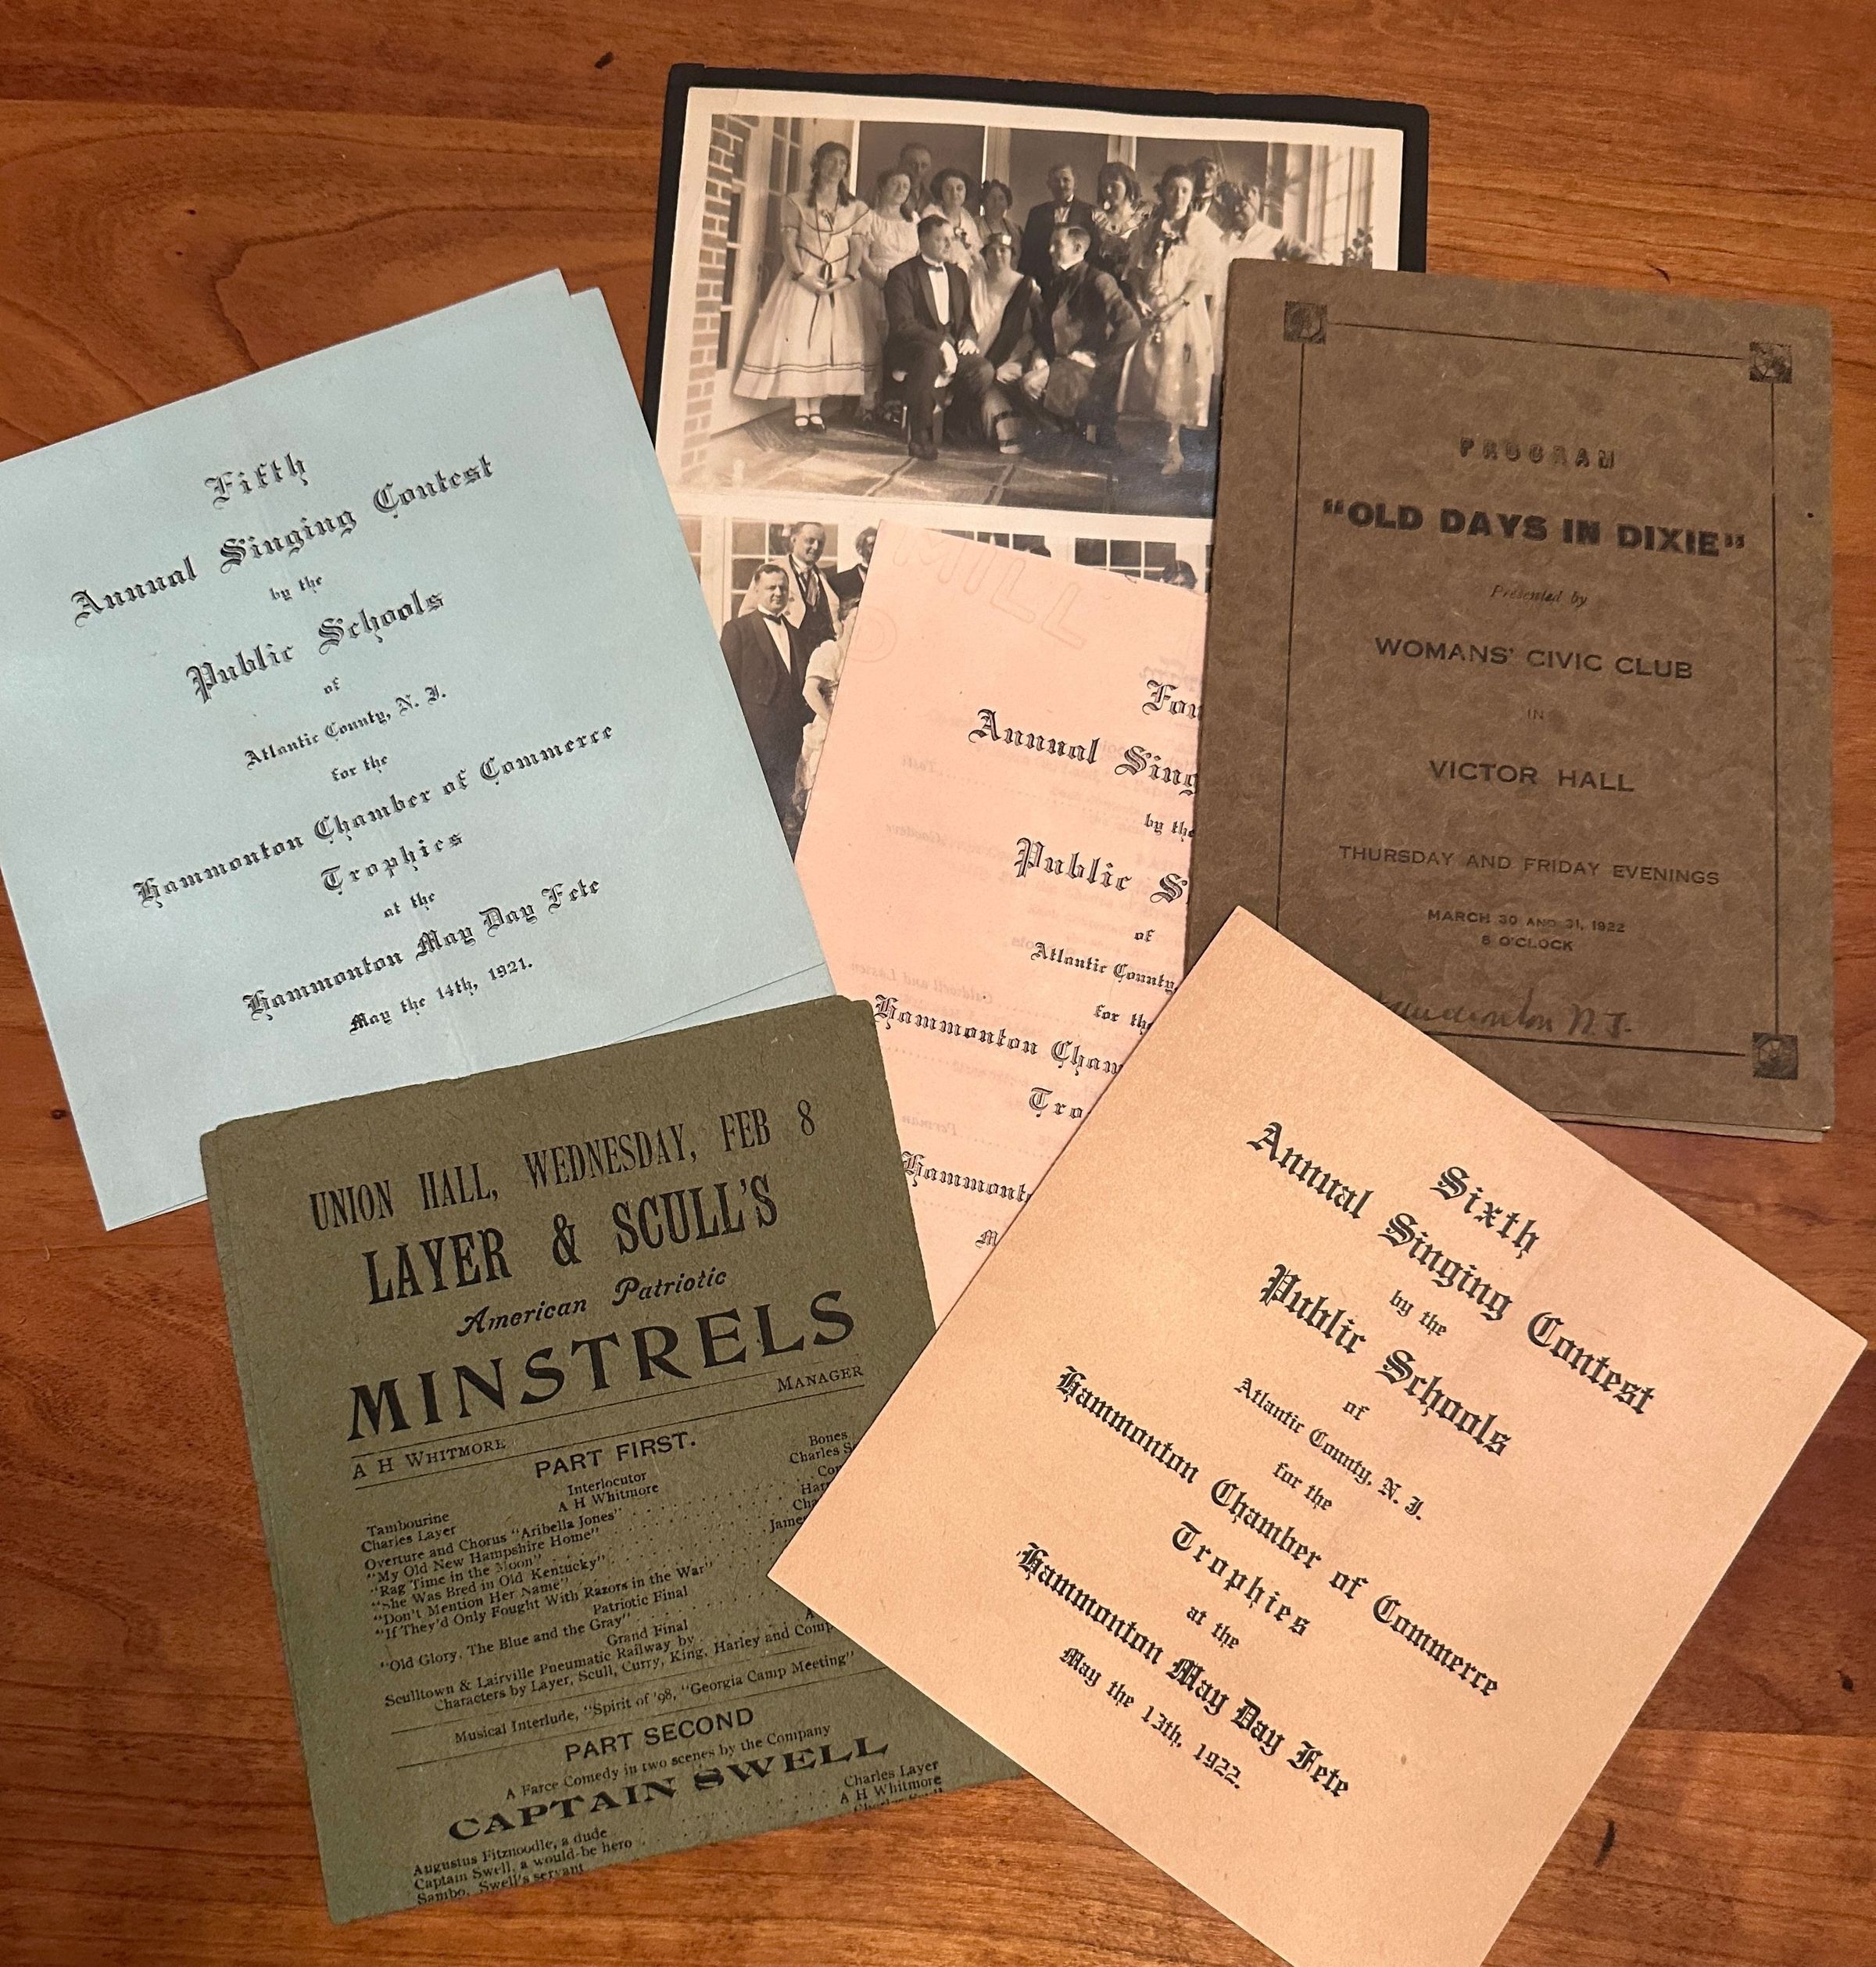 Fifth
Annual Singing Contest
by the
Public Schools
of
Atlantic County, N. J.
for the
Hammonton Chamber of Commerce
Trophies
at the
Hammonton May Day Fete
May the 14th, 1921.
MILL
Annual
by the
Public
of
Atlantic County,
for the
Hammonton
PROGRAM
"OLD DAYS IN DIXIE"
Presented by
WOMANS' CIVIC CLUB
IN
VICTOR HALL
THURSDAY AND FRIDAY EVENINGS
MARCH 30 AND 31, 1922
8 O'CLOCK
N. J.
UNION HALL, WEDNESDAY, FEB 8
LAYER & SCULL'S
American Patriotic
MINSTRELS
A H WHITMORE MANAGER
PART FIRST.
Interlocutor
A H Whitmore
Bones
Charles
Tambourine
Charles Layer
Overture and Chorus "Aribella Jones"
"My Old New Hampshire Home"
"Rag Time in the Moon"
"She Was Bred in Old Kentucky"
"Don't Mention Her Name"
"If They'd Only Fought With Razors in the War"
Patriotic Final
"Old Glory, The Blue and the Gray"
Grand Final
Sculltown & Lairville Pneumatic Railway by
Characters by Layer, Scull, Curry, King, Harley and
Musical Interlude, "Spirit of '98, "Georgia Camp Meeting"
PART SECOND
A Farce Comedy in two scenes by the Company
CAPTAIN SWELL
Augustus Fitznoodle, a dude Charles Layer
Captain Swell, a would-be hero A H Whitmore
Sambo, Swell's servant
Sixth
Annual Singing Contest
by the
Public Schools
of
Atlantic County, N. J.
for the
Hammonton Chamber of Commerce
Trophies
at the
Hammonton May Day Fete
May the 13th, 1922.